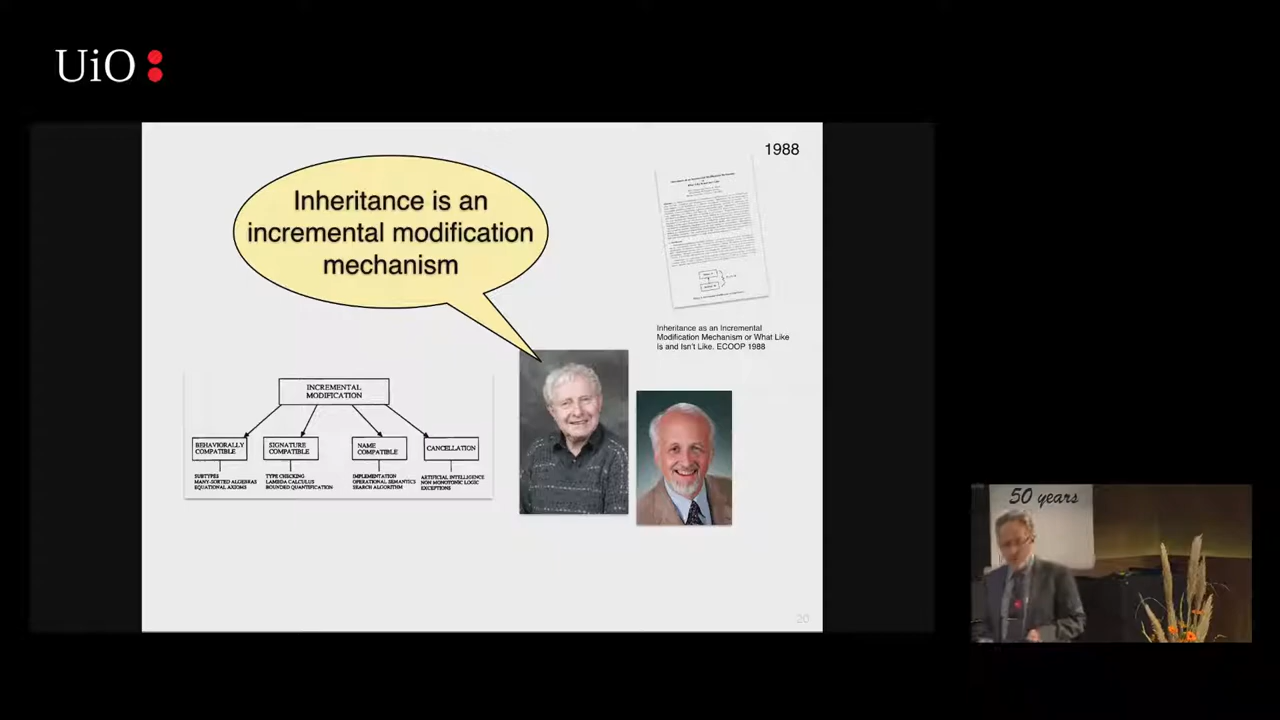 UiO
1988
Inheritance is an
incremental modification
mechanism
Inheritance as an Incremental
Modification Mechanism or What Like
Is and Isn't Like. ECOOP 1988
INCREMENTAL
MODIFICATION
BEHAVIORALLY
COMPATIBLE
SIGNATURE
COMPATIBLE
NAME
COMPATIBLE
CANCELLATION
SUBTYPES
MANY-SORTED ALGEBRAS
EQUATIONAL AXIOMS
TYPE CHECKING
LAMBDA CALCULUS
BOUNDED QUANTIFICATION
IMPLEMENTATION
OPERATIONAL SEMANTICS
SEARCH ALGORITHM
ARTIFICIAL INTELLIGENCE
NON MONOTONIC LOGIC
EXCEPTIONS
20
50 years